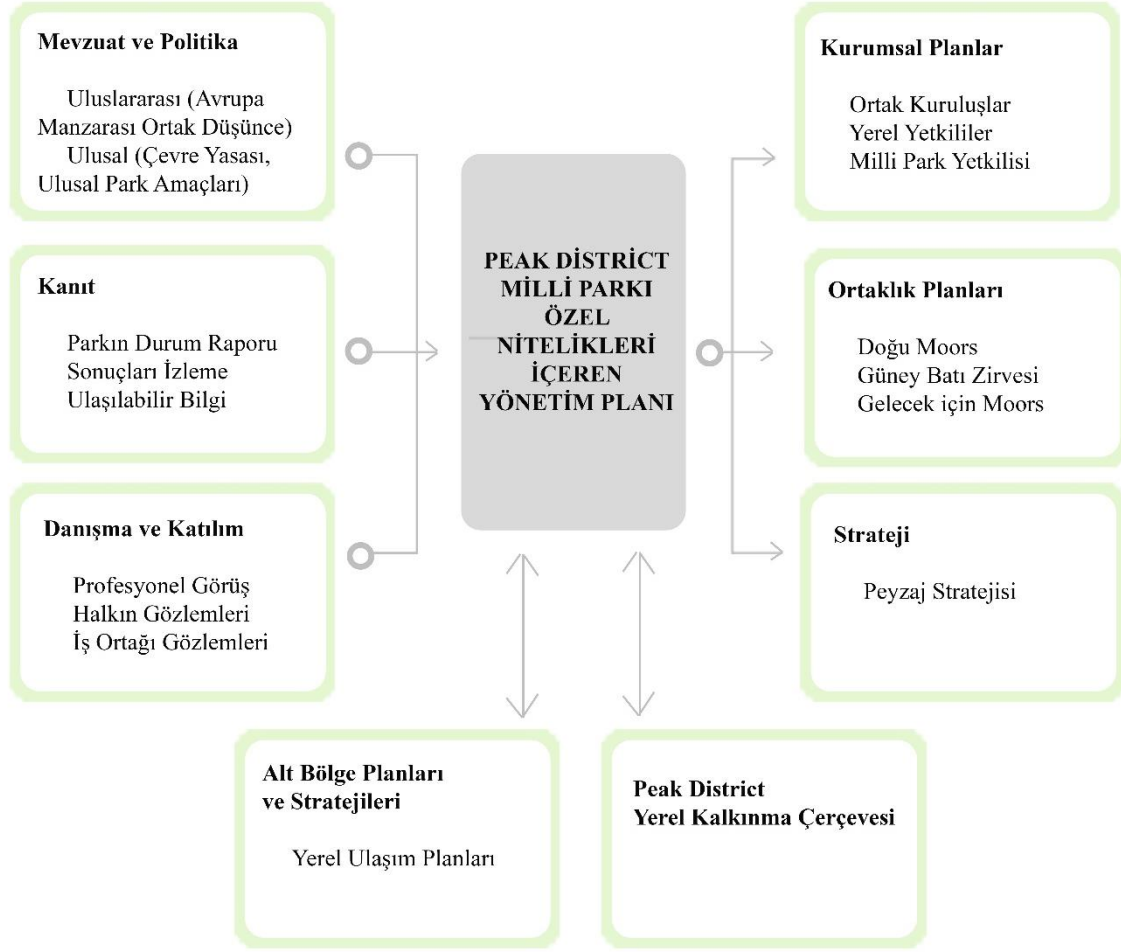 Mevzuat ve Politika
Uluslararası (Avrupa
Manzarası Ortak Düşünce)
Ulusal (Çevre Yasası,
Ulusal Park Amaçları)
Kanıt
Parkın Durum Raporu
Sonuçları İzleme
Ulaşılabilir Bilgi
Danışma ve Katılım
Profesyonel Görüş
Halkın Gözlemleri
İş Ortağı Gözlemleri
PEAK DİSTRİCT
MİLLİ PARKI
ÖZEL
NİTELİKLERİ
İÇEREN
YÖNETİM PLANI
Kurumsal Planlar
Ortak Kuruluşlar
Yerel Yetkililer
Milli Park Yetkilisi
Ortaklık Planları
Doğu Moors
Güney Batı Zirvesi
Gelecek için Moors
Strateji
Peyzaj Stratejisi
Alt Bölge Planları
ve Stratejileri
Yerel Ulaşım Planları
Peak District
Yerel Kalkınma Çerçevesi